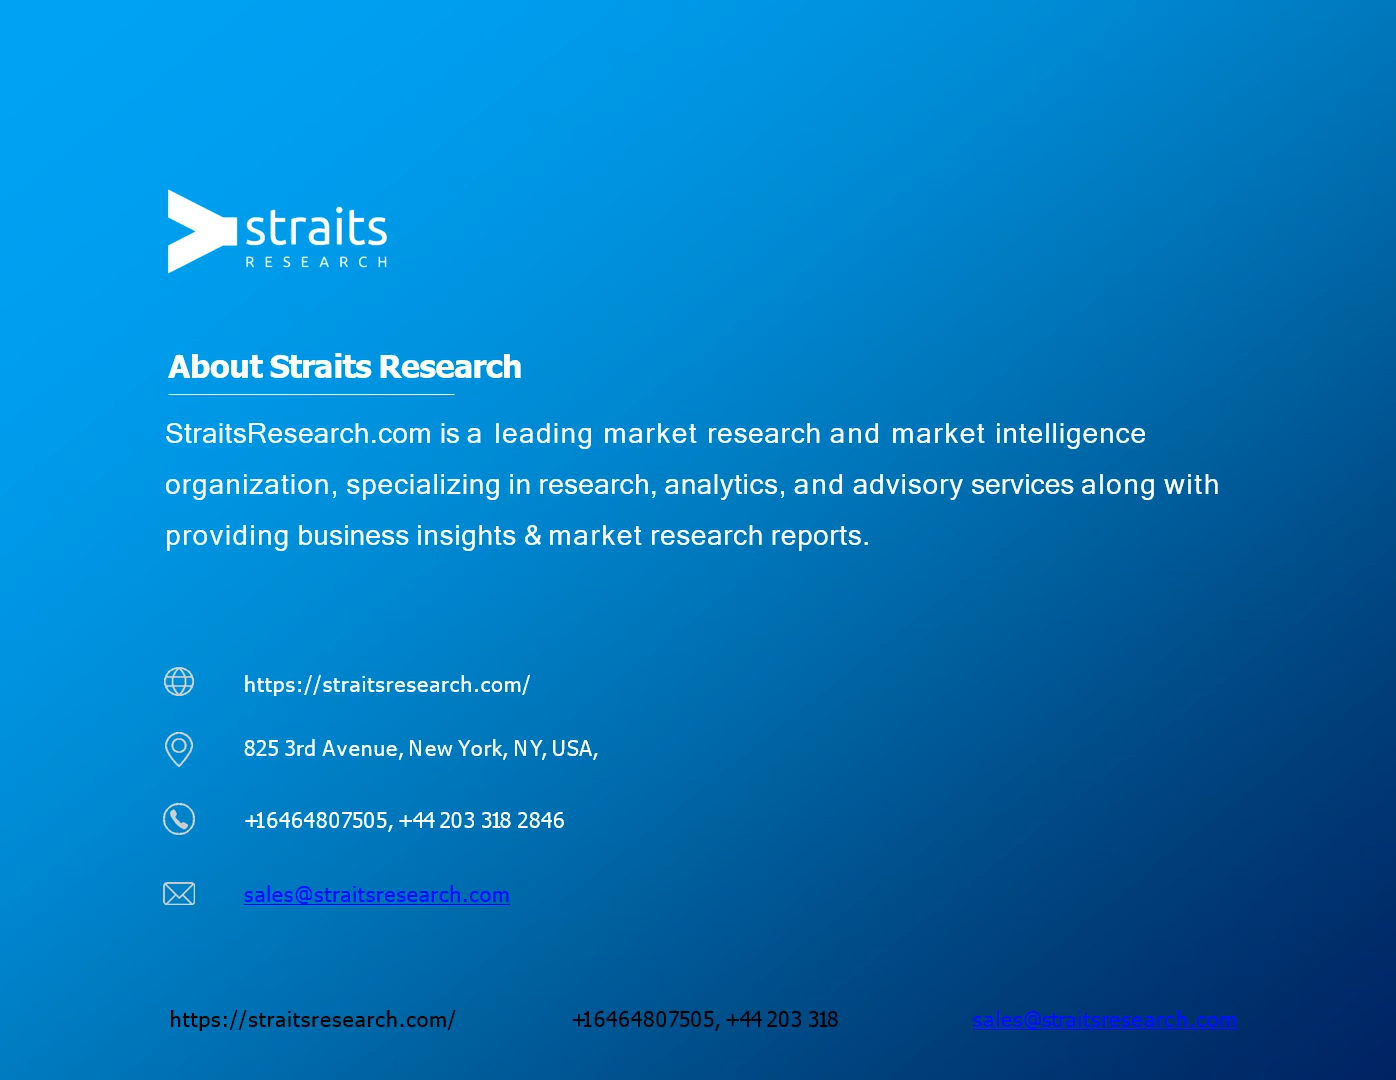 straits
RESEARCH
About Straits Research
StraitsResearch.com is a leading market research and market intelligence
organization, specializing in research, analytics, and advisory services along with
providing business insights & market research reports.
https://straitsresearch.com/
825 3rd Avenue, New York, NY, USA,
+16464807505, +44 203 318 2846
sales@straitsresearch.com
https://straitsresearch.com/ +16464807505, +44 203 318 sales@straitsresearch.com